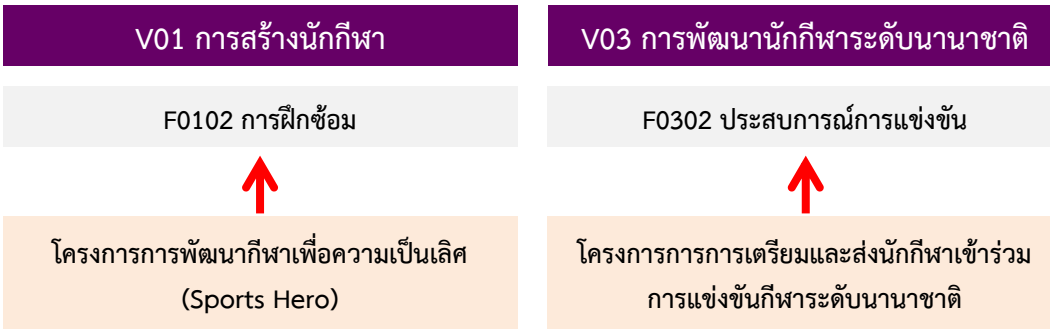 V01 การสร้างนักกีฬา
F0102 การฝึกซ้อม
โครงการการพัฒนากีฬาเพื่อความเป็นเลิศ
(Sports Hero)
V03 การพัฒนานักกีฬาระดับนานาชาติ
F0302 ประสบการณ์การแข่งขัน
โครงการการการเตรียมและส่งนักกีฬาเข้าร่วม
การแข่งขันกีฬาระดับนานาชาติ